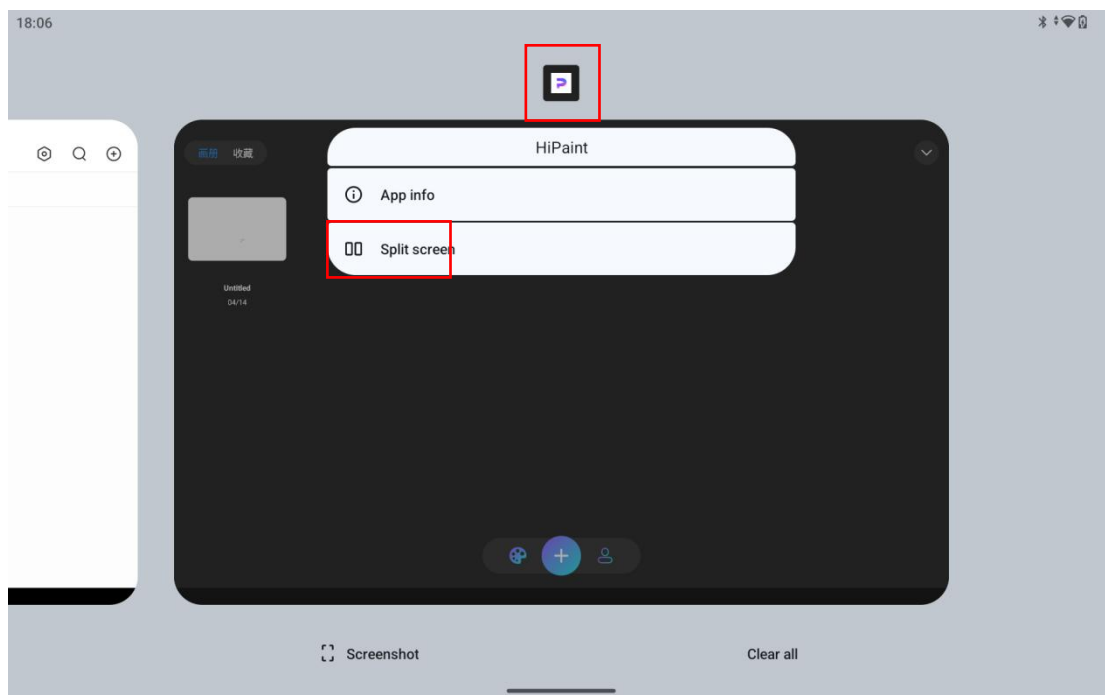 18:06
画册 收藏
HiPaint
App info
Split screen
Untitled
04/14
Screenshot
Clear all